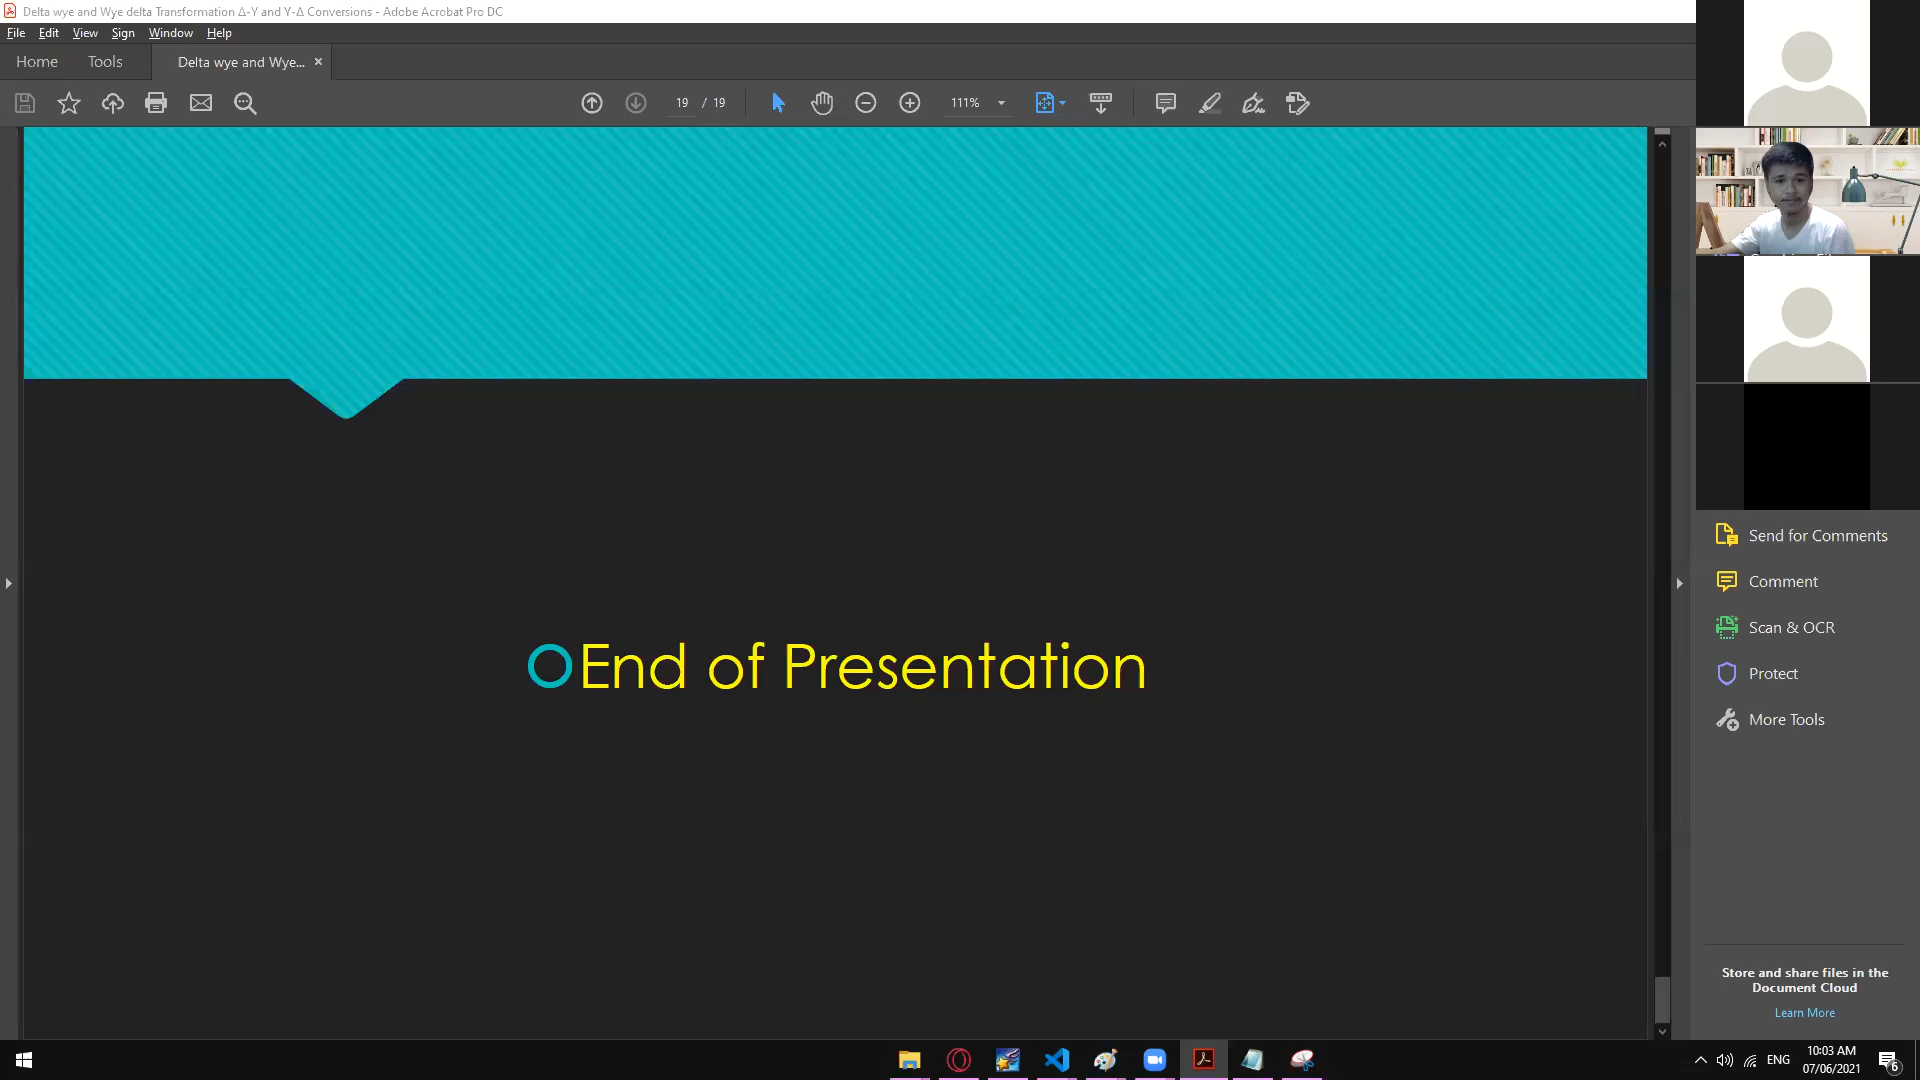 Delta wye and Wye delta Transformation Δ-Y and Y-Δ Conversions - Adobe Acrobat Pro DC
File Edit View Sign Window Help
Home Tools Delta wye and Wye... ×
19 / 19 111%
End of Presentation
Send for Comments
Comment
Scan & OCR
Protect
More Tools
Store and share files in the
Document Cloud
Learn More
ENG 10:03 AM
07/06/2021
6